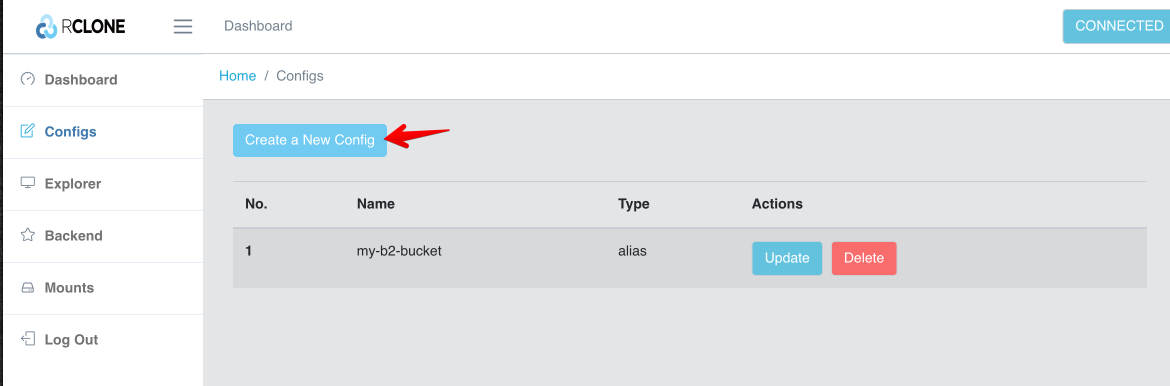 RCLONE
Dashboard
CONNECTED
Dashboard
Configs
Explorer
Backend
Mounts
Log Out
Home / Configs
Create a New Config
No. Name Type Actions
1 my-b2-bucket alias Update Delete